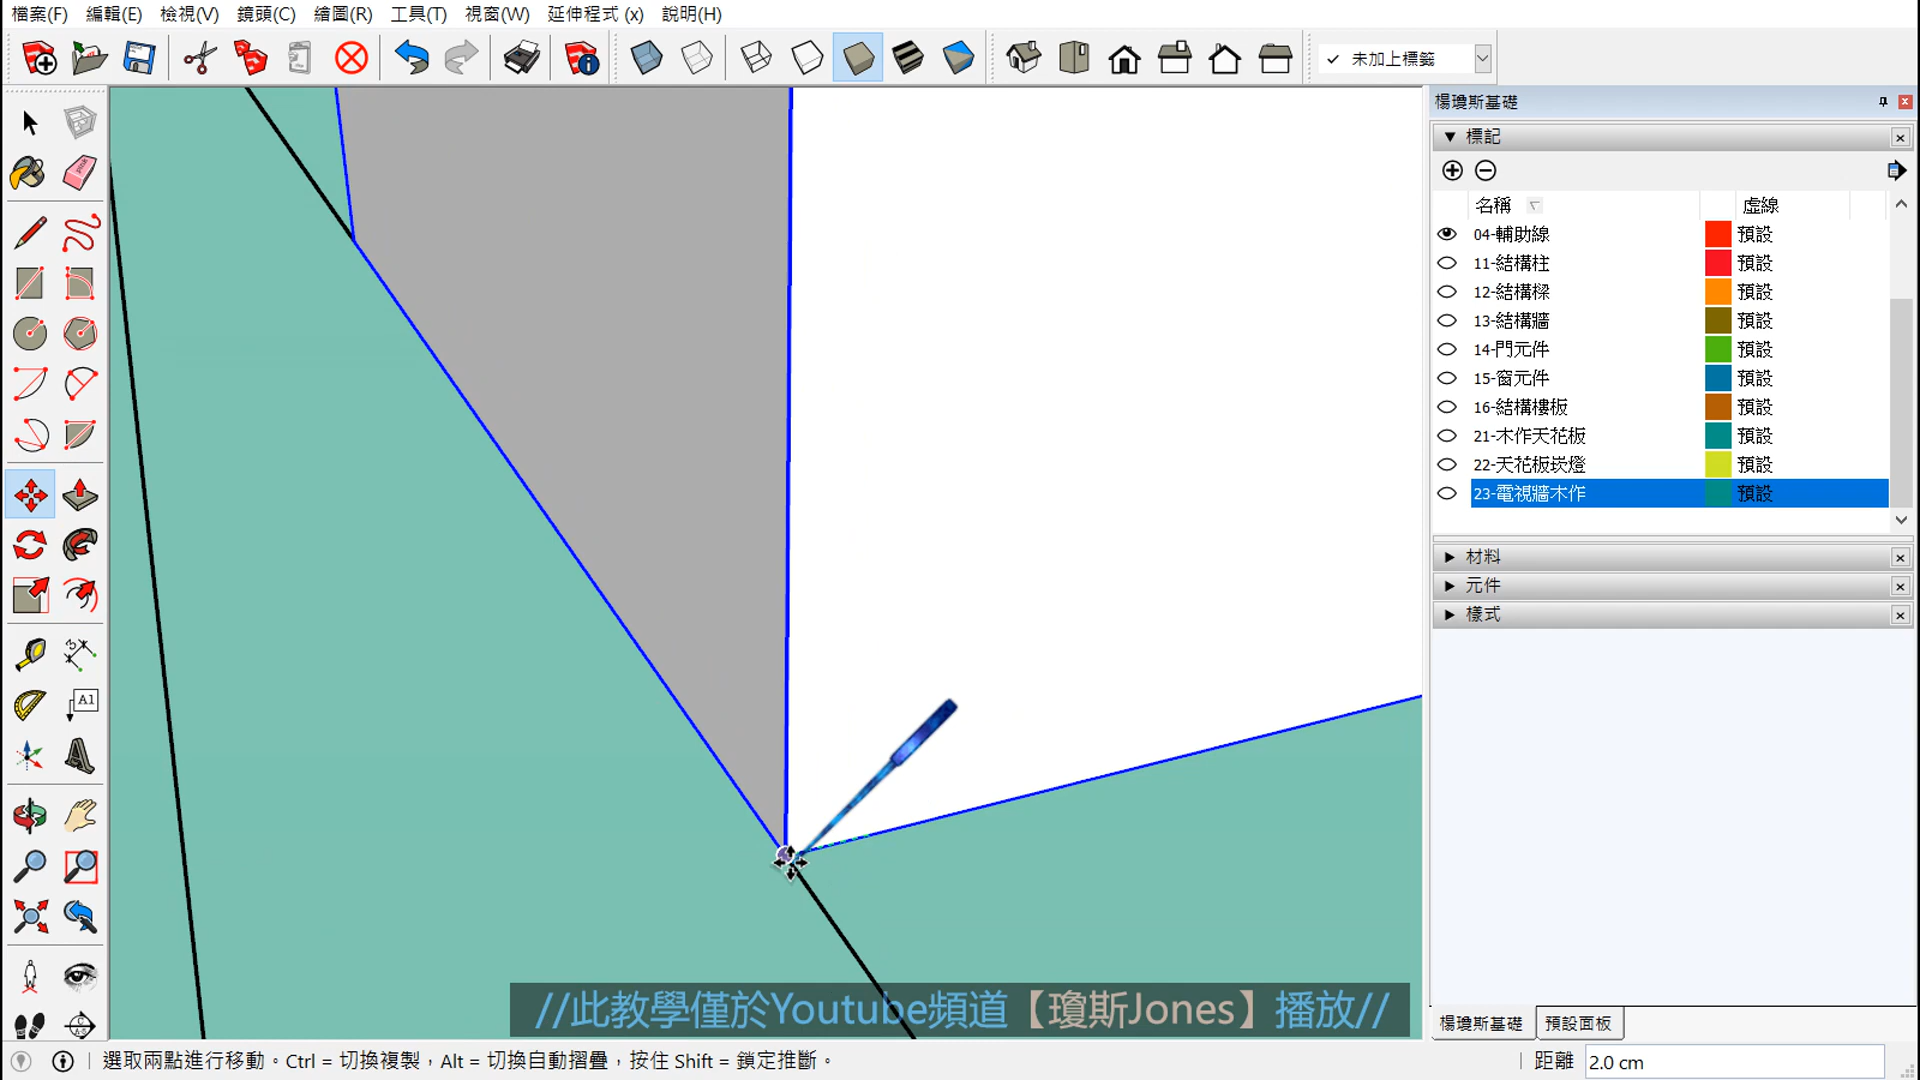 檔案(F) 編輯(E) 檢視(V) 鏡頭(C) 繪圖(R) 工具(T) 視窗(W) 延伸程式 (x) 說明(H)
未加上標籤
楊瓊斯基礎
標記
名稱 虛線
04-輔助線 預設
11-結構柱 預設
12-結構樑 預設
13-結構牆 預設
14-門元件 預設
15-窗元件 預設
16-結構樓板 預設
21-木作天花板 預設
22-天花板崁燈 預設
23-電視牆木作 預設
材料
元件
樣式
A1
//此教學僅於Youtube頻道【瓊斯Jones】播放//
楊瓊斯基礎 預設面板
選取兩點進行移動。Ctrl = 切換複製，Alt = 切換自動摺疊，按住 Shift = 鎖定推斷。
距離 2.0 cm